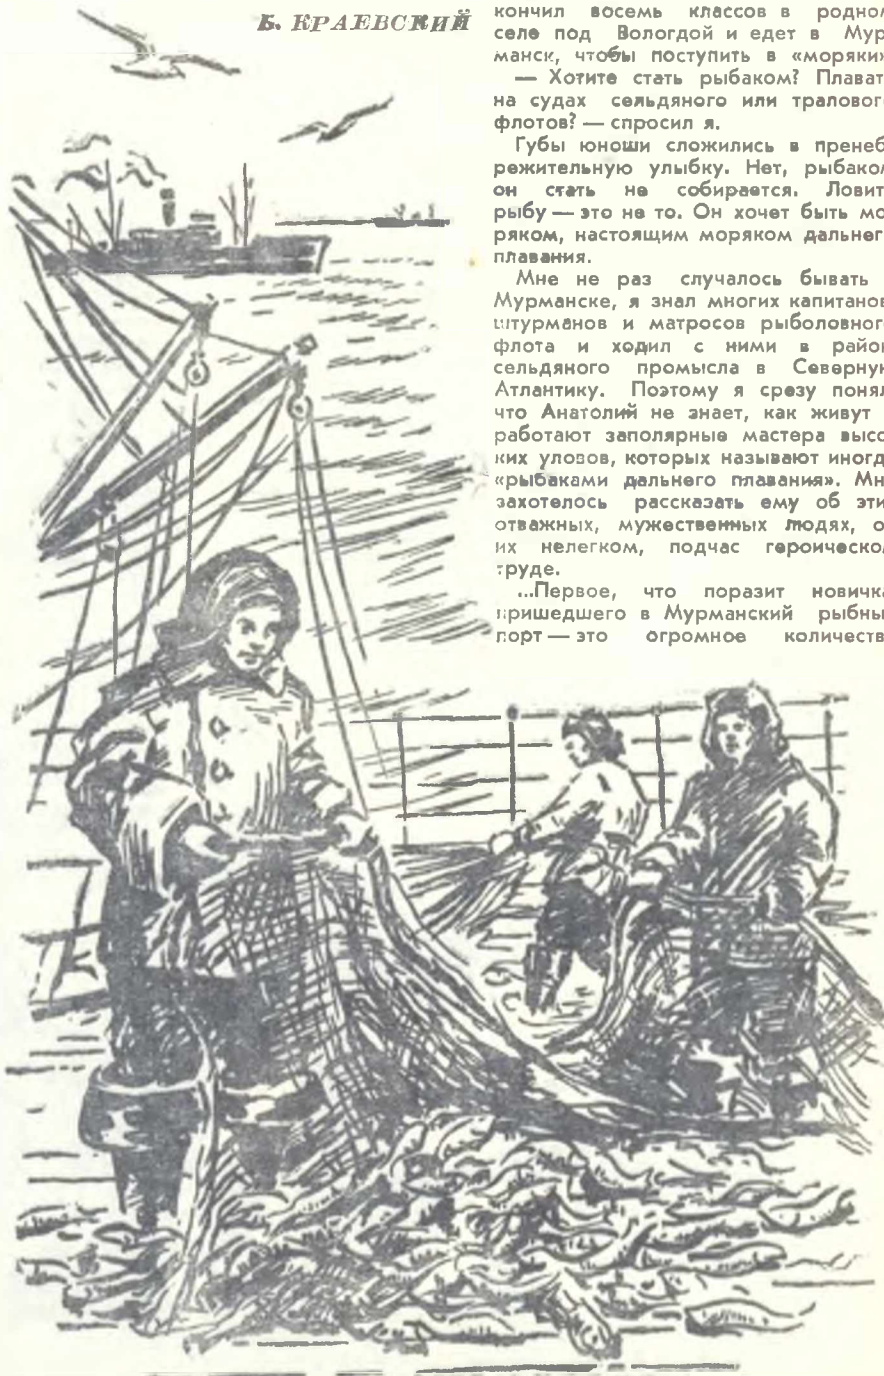 Б. КРАЕВСКИЙ
кончил восемь классов в родном
селе под Вологдой и едет в Мур
манск, чтобы поступить в «моряки»
— Хотите стать рыбаком? Плават
на судах сельдяного или тралового
флотов? — спросил я.
Губы юноши сложились в пренеб
режительную улыбку. Нет, рыбаком
он стать не собирается. Ловит
рыбу — это не то. Он хочет быть мо
ряком, настоящим моряком дальнег
плавания.
Мне не раз случалось бывать
Мурманске, я знал многих капитанов
штурманов и матросов рыболовног
флота и ходил с ними в район
сельдяного промысла в Северную
Атлантику. Поэтому я сразу понял
что Анатолий не знает, как живут
работают заполярные мастера высо
ких уловов, которых называют иногд
«рыбаками дальнего плавания». Мн
захотелось рассказать ему об эти
отважных, мужественных людях, о
их нелегком, подчас героическом
труде.
...Первое, что поразит новичка
пришедшего в Мурманский рыбны
порт — это огромное количеств